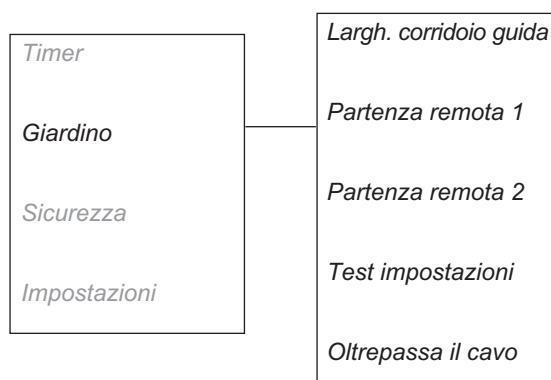 Timer
Giardino
Sicurezza
Impostazioni
Largh. corridoio guida
Partenza remota 1
Partenza remota 2
Test impostazioni
Oltrepassa il cavo